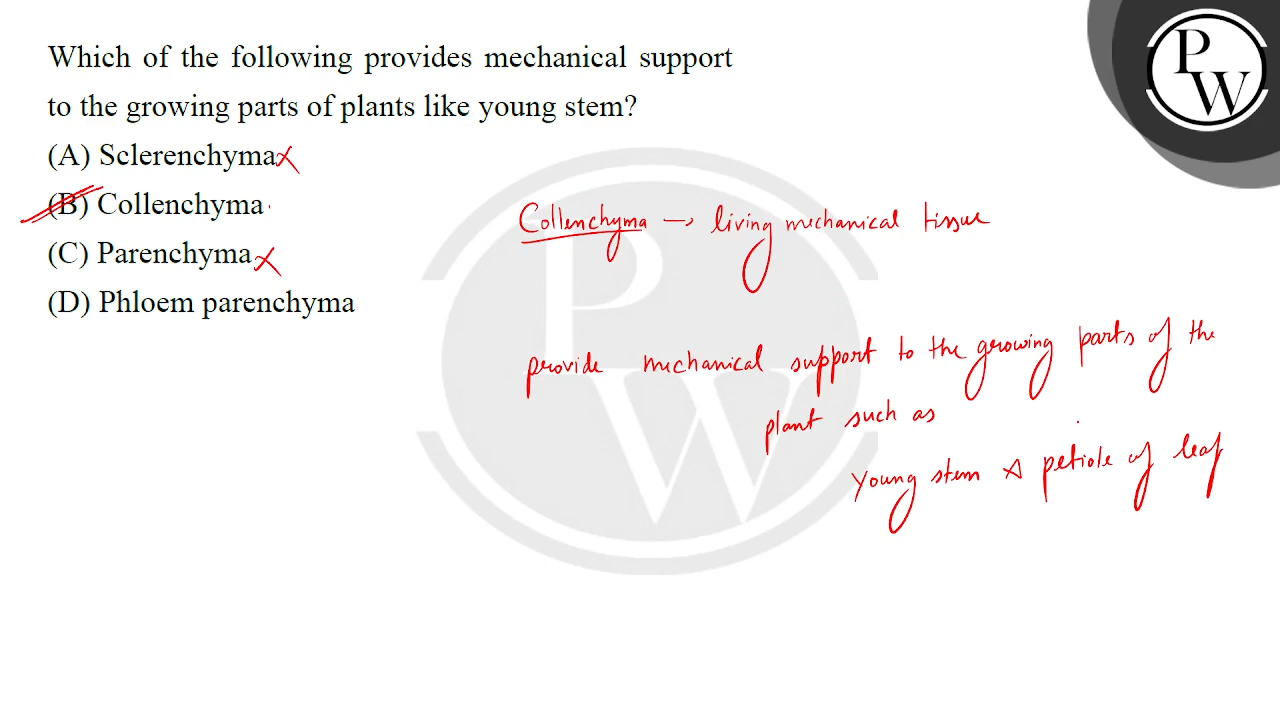 Which of the following provides mechanical support
to the growing parts of plants like young stem?
(A) Sclerenchyma
(B) Collenchyma
(C) Parenchyma
(D) Phloem parenchyma
Collenchyma → living mechanical tissue
provide mechanical support to the growing parts of the
plant such as
young stem & petiole of leaf
PW
PW